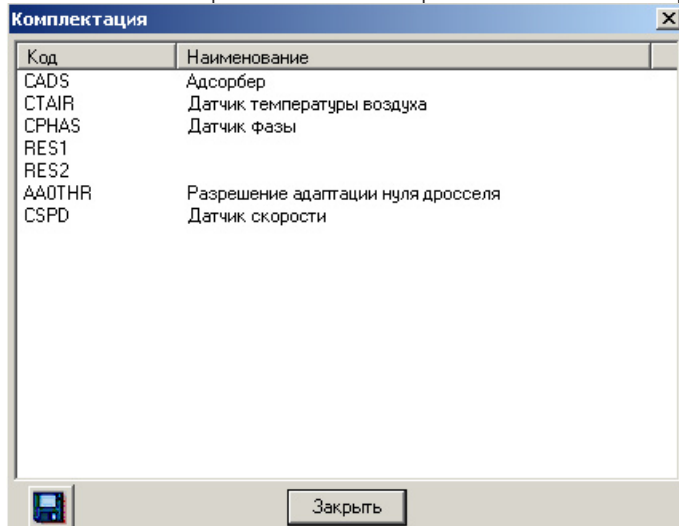 Комплектация
Код Наименование
CADS Адсорбер
CTAIR Датчик температуры воздуха
CPHAS Датчик фазы
RES1
RES2
AA0THR Разрешение адаптации нуля дросселя
CSPD Датчик скорости
Закрыть